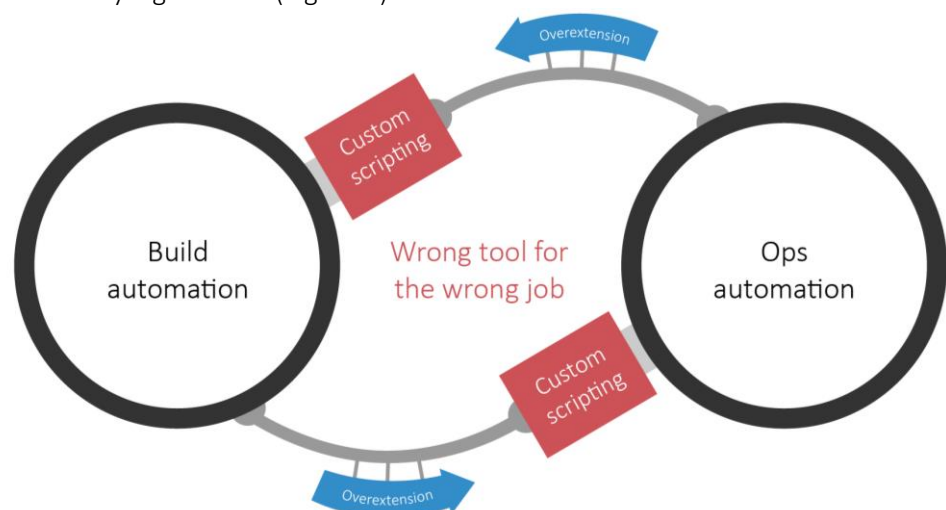 Overextension
Custom
scripting
Build
automation
Wrong tool for
the wrong job
Ops
automation
Custom
scripting
Overextension